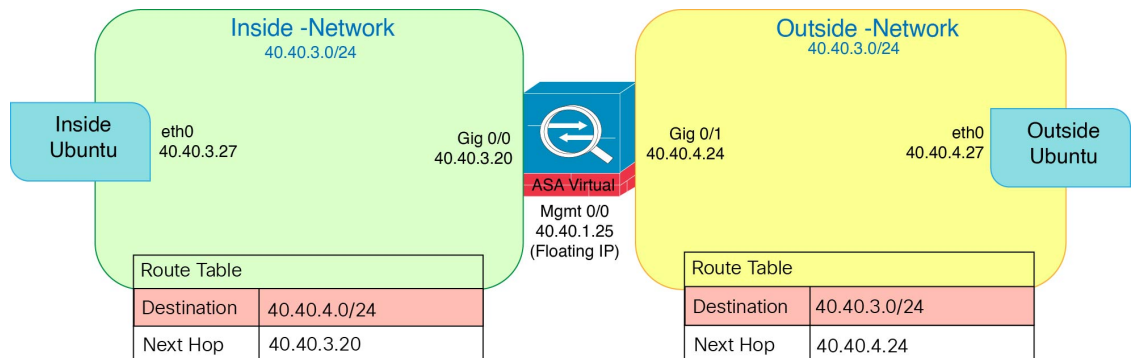 Inside -Network
40.40.3.0/24
Outside -Network
40.40.3.0/24
Inside
Ubuntu
eth0
40.40.3.27
Gig 0/0
40.40.3.20
ASA Virtual
Mgmt 0/0
40.40.1.25
(Floating IP)
Gig 0/1
40.40.4.24
eth0
40.40.4.27
Outside
Ubuntu
Route Table
Destination 40.40.4.0/24
Next Hop 40.40.3.20
Route Table
Destination 40.40.3.0/24
Next Hop 40.40.4.24